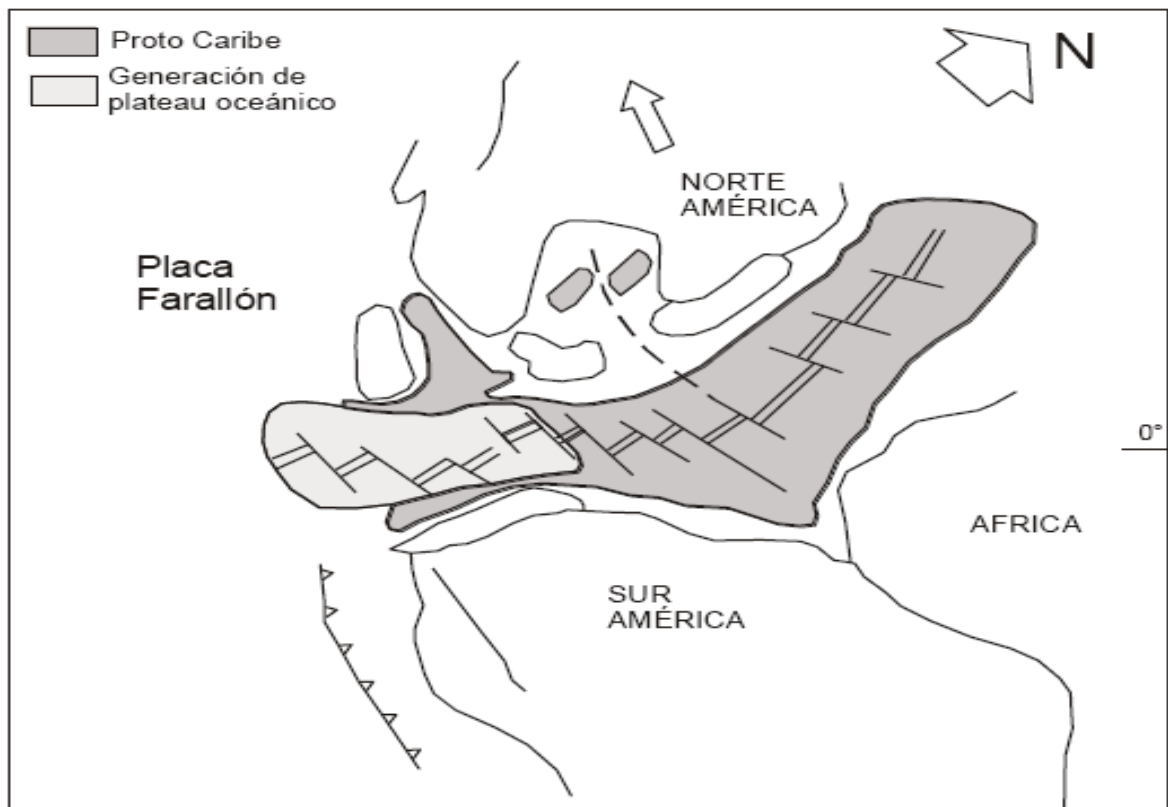 Proto Caribe
Generación de
plateau oceánico
N
NORTE
AMÉRICA
Placa
Farallón
0°
AFRICA
SUR
AMÉRICA